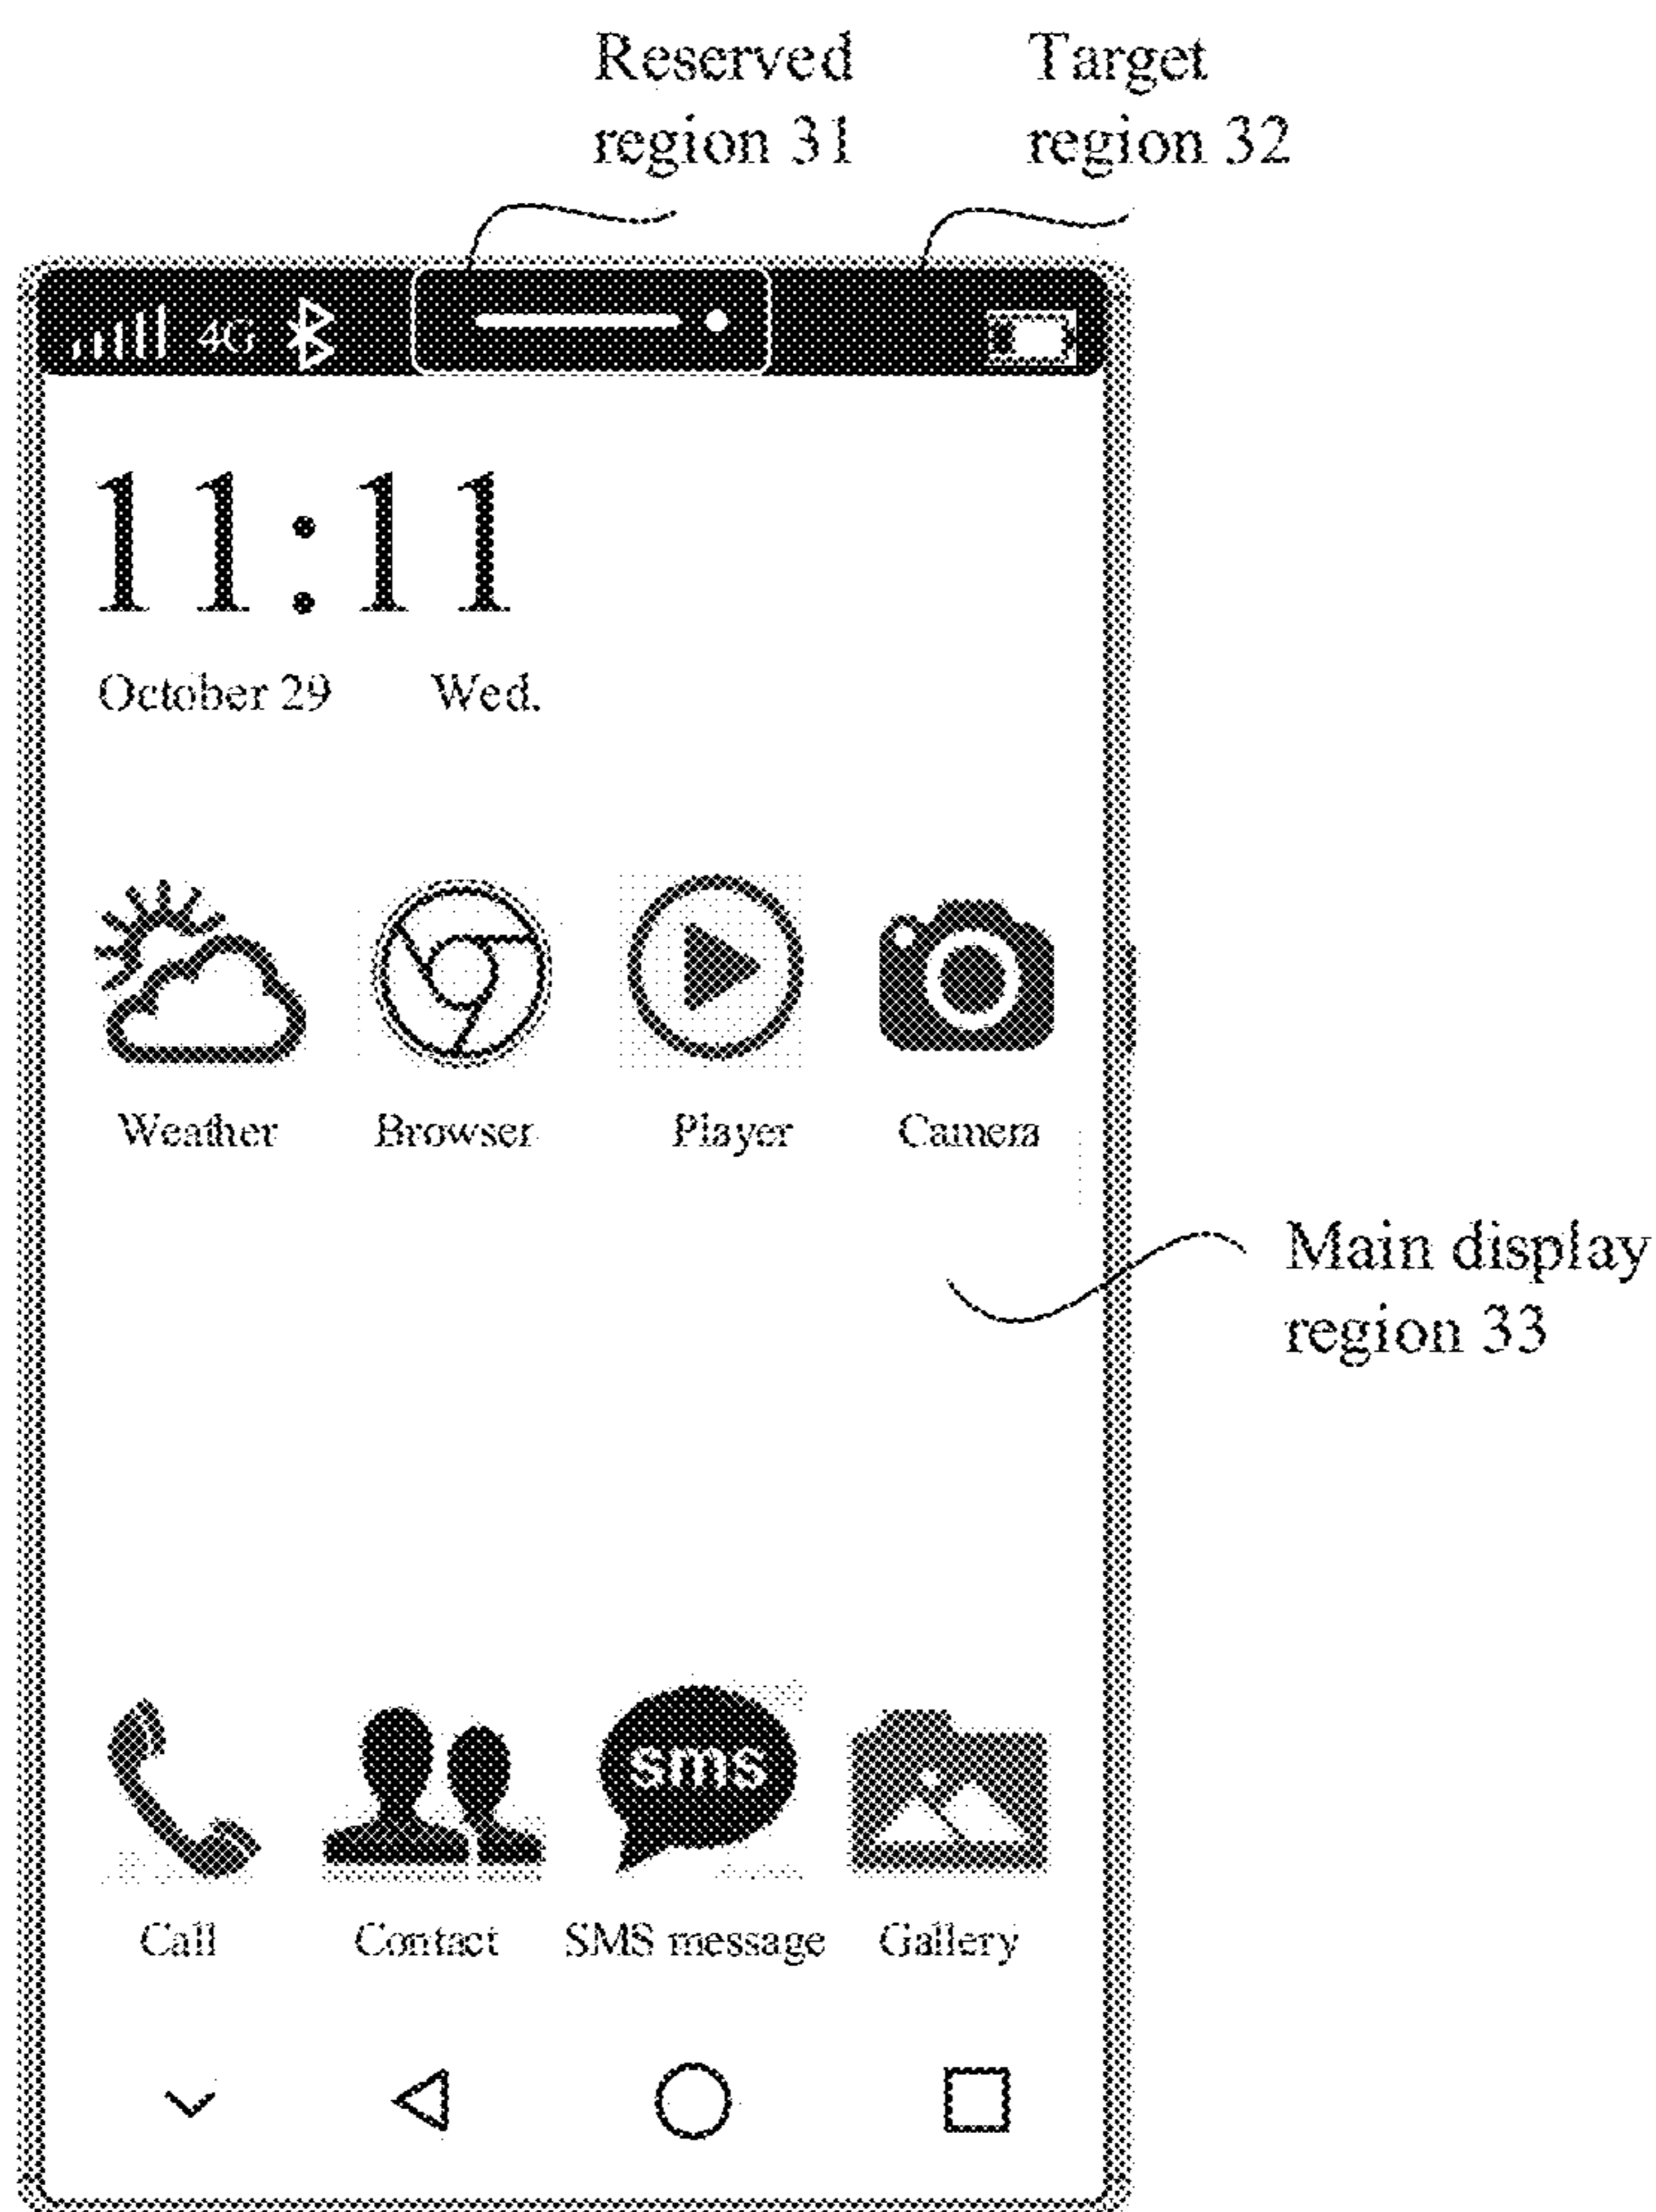 Reserved
region 31
Target
region 32
4G
11:11
October 29 Wed.
Weather Browser Player Camera
Main display
region 33
sms
Call Contact SMS message Gallery